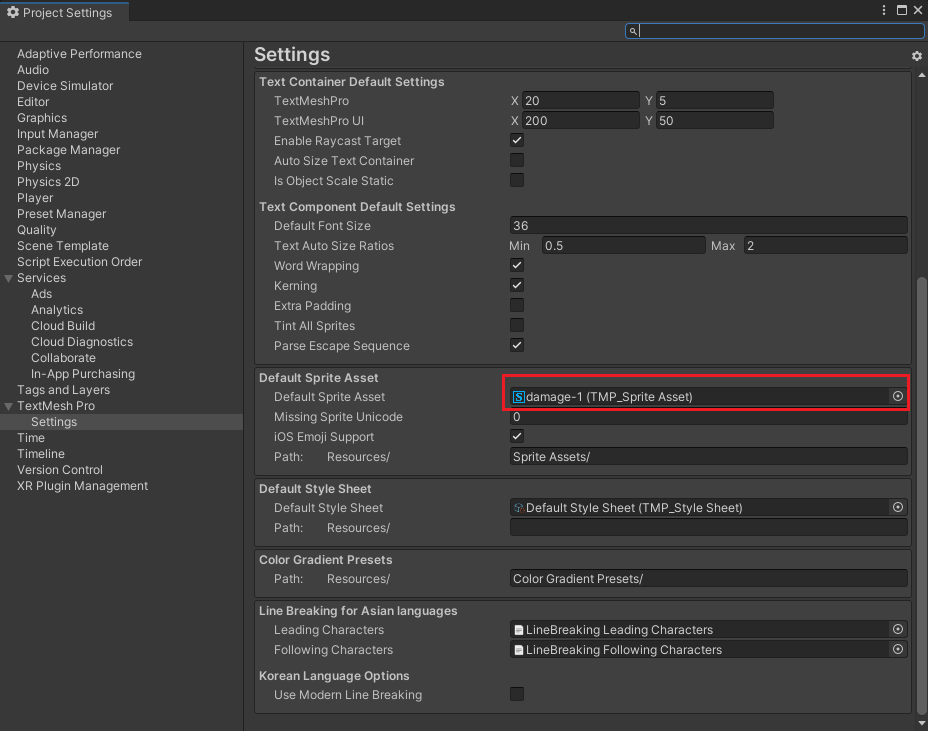 Project Settings
Adaptive Performance
Audio
Device Simulator
Editor
Graphics
Input Manager
Package Manager
Physics
Physics 2D
Player
Preset Manager
Quality
Scene Template
Script Execution Order
Services
Ads
Analytics
Cloud Build
Cloud Diagnostics
Collaborate
In-App Purchasing
Tags and Layers
TextMesh Pro
Settings
Time
Timeline
Version Control
XR Plugin Management
Settings
Text Container Default Settings
TextMeshPro X 20 Y 5
TextMeshPro UI X 200 Y 50
Enable Raycast Target
Auto Size Text Container
Is Object Scale Static
Text Component Default Settings
Default Font Size 36
Text Auto Size Ratios Min 0.5 Max 2
Word Wrapping
Kerning
Extra Padding
Tint All Sprites
Parse Escape Sequence
Default Sprite Asset
Default Sprite Asset damage-1 (TMP_Sprite Asset)
Missing Sprite Unicode 0
iOS Emoji Support
Path: Resources/ Sprite Assets/
Default Style Sheet
Default Style Sheet Default Style Sheet (TMP_Style Sheet)
Path: Resources/
Color Gradient Presets
Path: Resources/ Color Gradient Presets/
Line Breaking for Asian languages
Leading Characters LineBreaking Leading Characters
Following Characters LineBreaking Following Characters
Korean Language Options
Use Modern Line Breaking